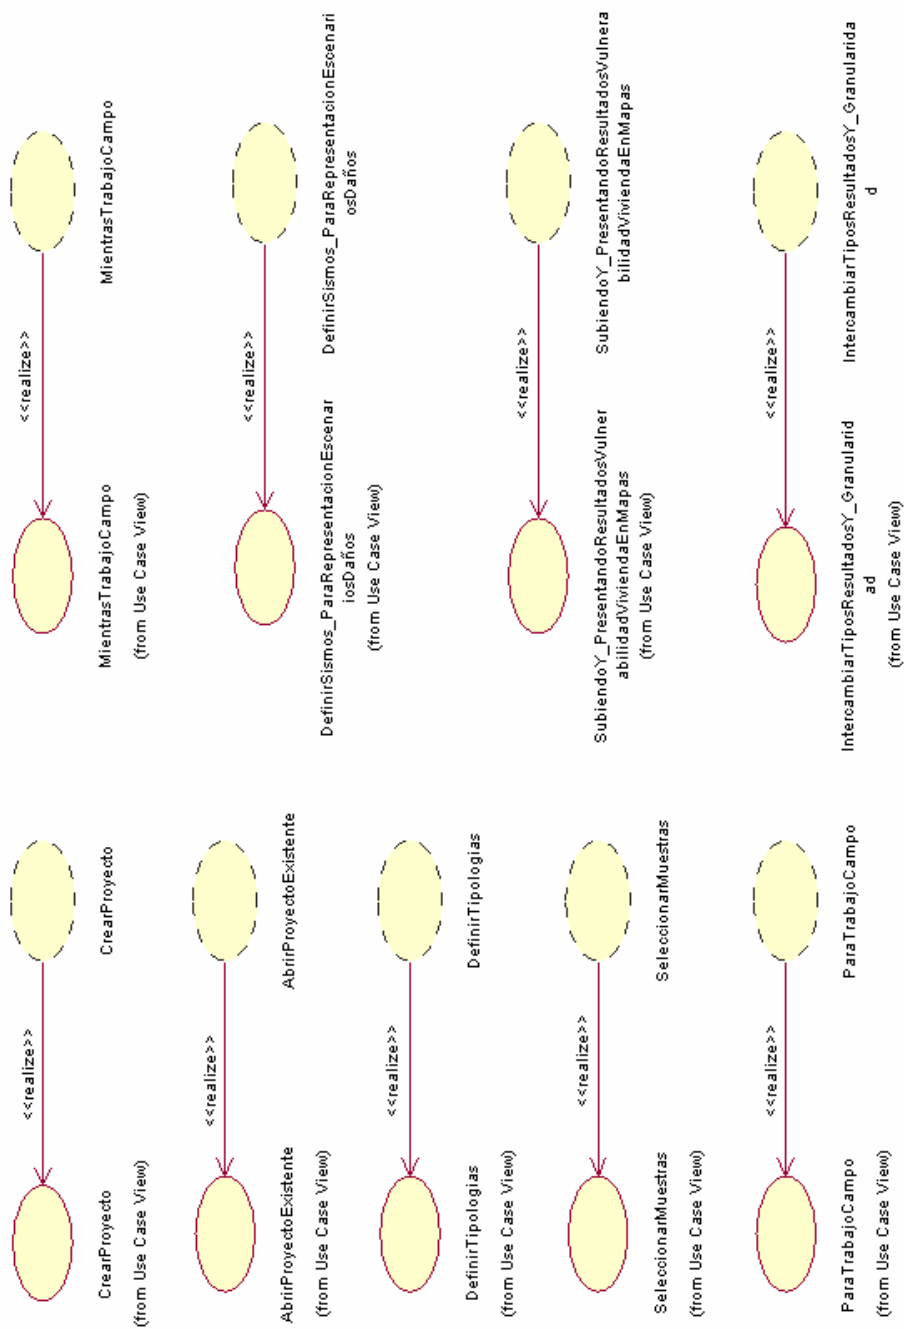 <<realize>>
CrearProyecto
(from Use Case View)
CrearProyecto
<<realize>>
AbrirProyectoExistente
(from Use Case View)
AbrirProyectoExistente
<<realize>>
DefinirTipologias
(from Use Case View)
DefinirTipologias
<<realize>>
SeleccionarMuestras
(from Use Case View)
SeleccionarMuestras
<<realize>>
ParaTrabajoCampo
(from Use Case View)
ParaTrabajoCampo
<<realize>>
MientrasTrabajoCampo
(from Use Case View)
MientrasTrabajoCampo
<<realize>>
DefinirSismos_ParaRepresentacionEscenar
iosDaños
(from Use Case View)
DefinirSismos_ParaRepresentacionEscenari
osDaños
<<realize>>
SubiendoY_PresentandoResultadosVulner
abilidadViviendaEnMapas
(from Use Case View)
SubiendoY_PresentandoResultadosVulnera
bilidadViviendaEnMapas
<<realize>>
IntercambiarTiposResultadosY_Granularid
ad
(from Use Case View)
IntercambiarTiposResultadosY_Granularida
d